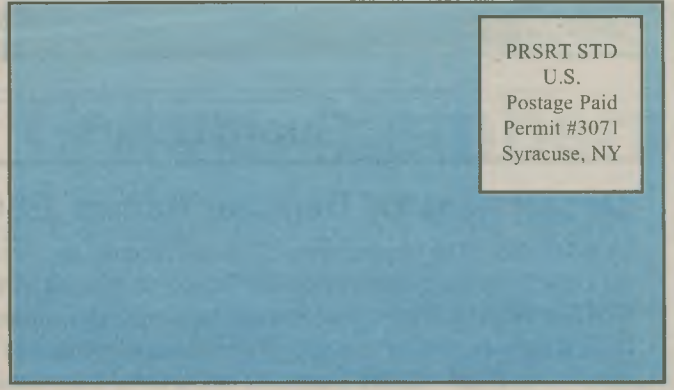 PRSRT STD
U.S.
Postage Paid
Permit #3071
Syracuse, NY